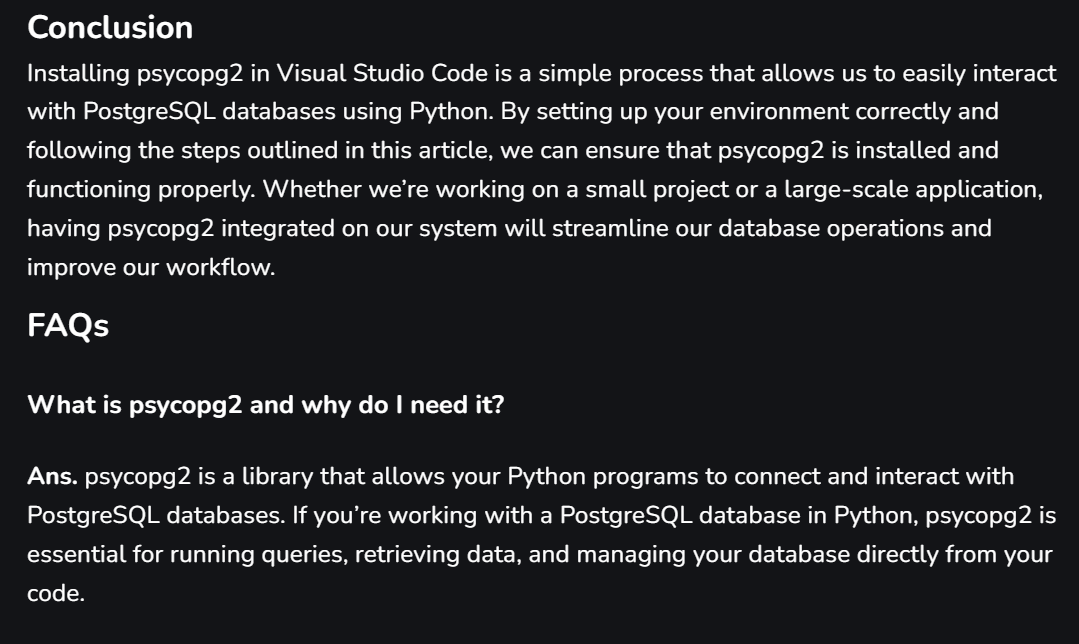 Conclusion
Installing psycopg2 in Visual Studio Code is a simple process that allows us to easily interact
with PostgreSQL databases using Python. By setting up your environment correctly and
following the steps outlined in this article, we can ensure that psycopg2 is installed and
functioning properly. Whether we’re working on a small project or a large-scale application,
having psycopg2 integrated on our system will streamline our database operations and
improve our workflow.
FAQs
What is psycopg2 and why do I need it?
Ans. psycopg2 is a library that allows your Python programs to connect and interact with
PostgreSQL databases. If you’re working with a PostgreSQL database in Python, psycopg2 is
essential for running queries, retrieving data, and managing your database directly from your
code.